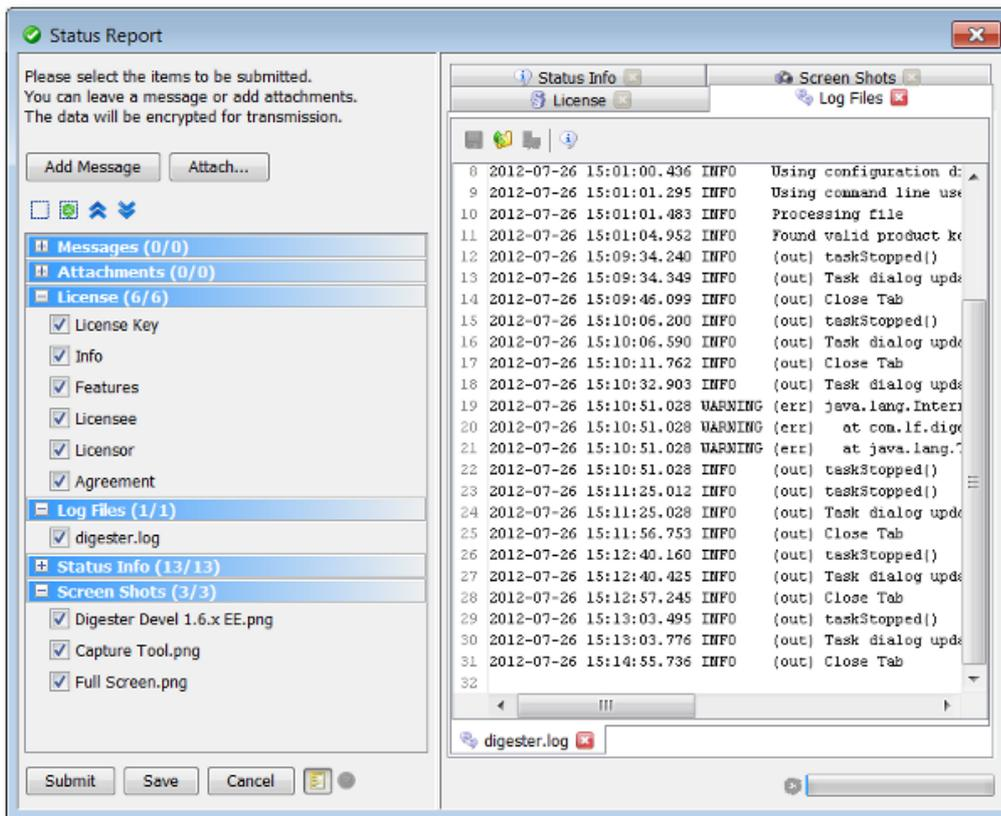 Status Report
Please select the items to be submitted.
You can leave a message or add attachments.
The data will be encrypted for transmission.
Add Message
Attach...
Messages (0/0)
Attachments (0/0)
License (6/6)
License Key
Info
Features
Licensee
Licensor
Agreement
Log Files (1/1)
digester.log
Status Info (13/13)
Screen Shots (3/3)
Digester Devel 1.6.x EE.png
Capture Tool.png
Full Screen.png
Submit
Save
Cancel
Status Info
Screen Shots
License
Log Files
8 2012-07-26 15:01:00.436 INFO Using configuration
9 2012-07-26 15:01:01.295 INFO Using command line use
10 2012-07-26 15:01:01.483 INFO Processing file
11 2012-07-26 15:01:04.952 INFO Found valid product ke
12 2012-07-26 15:09:34.240 INFO (out) taskStopped()
13 2012-07-26 15:09:34.349 INFO (out) Task dialog upda
14 2012-07-26 15:09:46.099 INFO (out) Close Tab
15 2012-07-26 15:10:06.200 INFO (out) taskStopped()
16 2012-07-26 15:10:06.590 INFO (out) Task dialog upda
17 2012-07-26 15:10:11.762 INFO (out) Close Tab
18 2012-07-26 15:10:32.903 INFO (out) Task dialog upda
19 2012-07-26 15:10:51.028 WARNING (err) java.lang.Inter
20 2012-07-26 15:10:51.028 WARNING (err) at com.lf.dige
21 2012-07-26 15:10:51.028 WARNING (err) at java.lang.
22 2012-07-26 15:10:51.028 INFO (out) taskStopped()
23 2012-07-26 15:11:25.012 INFO (out) taskStopped()
24 2012-07-26 15:11:25.028 INFO (out) Task dialog upda
25 2012-07-26 15:11:56.753 INFO (out) Close Tab
26 2012-07-26 15:12:40.160 INFO (out) taskStopped()
27 2012-07-26 15:12:40.425 INFO (out) Task dialog upda
28 2012-07-26 15:12:57.245 INFO (out) Close Tab
29 2012-07-26 15:13:03.495 INFO (out) taskStopped()
30 2012-07-26 15:13:03.776 INFO (out) Task dialog upda
31 2012-07-26 15:14:55.736 INFO (out) Close Tab
32
digester.log